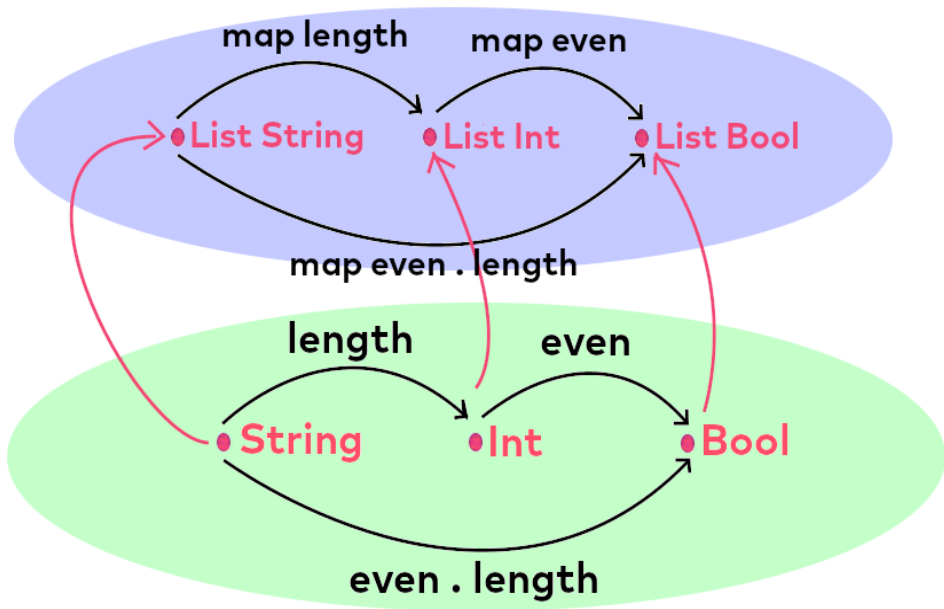 map length
map even
List String
List Int
List Bool
map even . length
length
even
String
Int
Bool
even . length